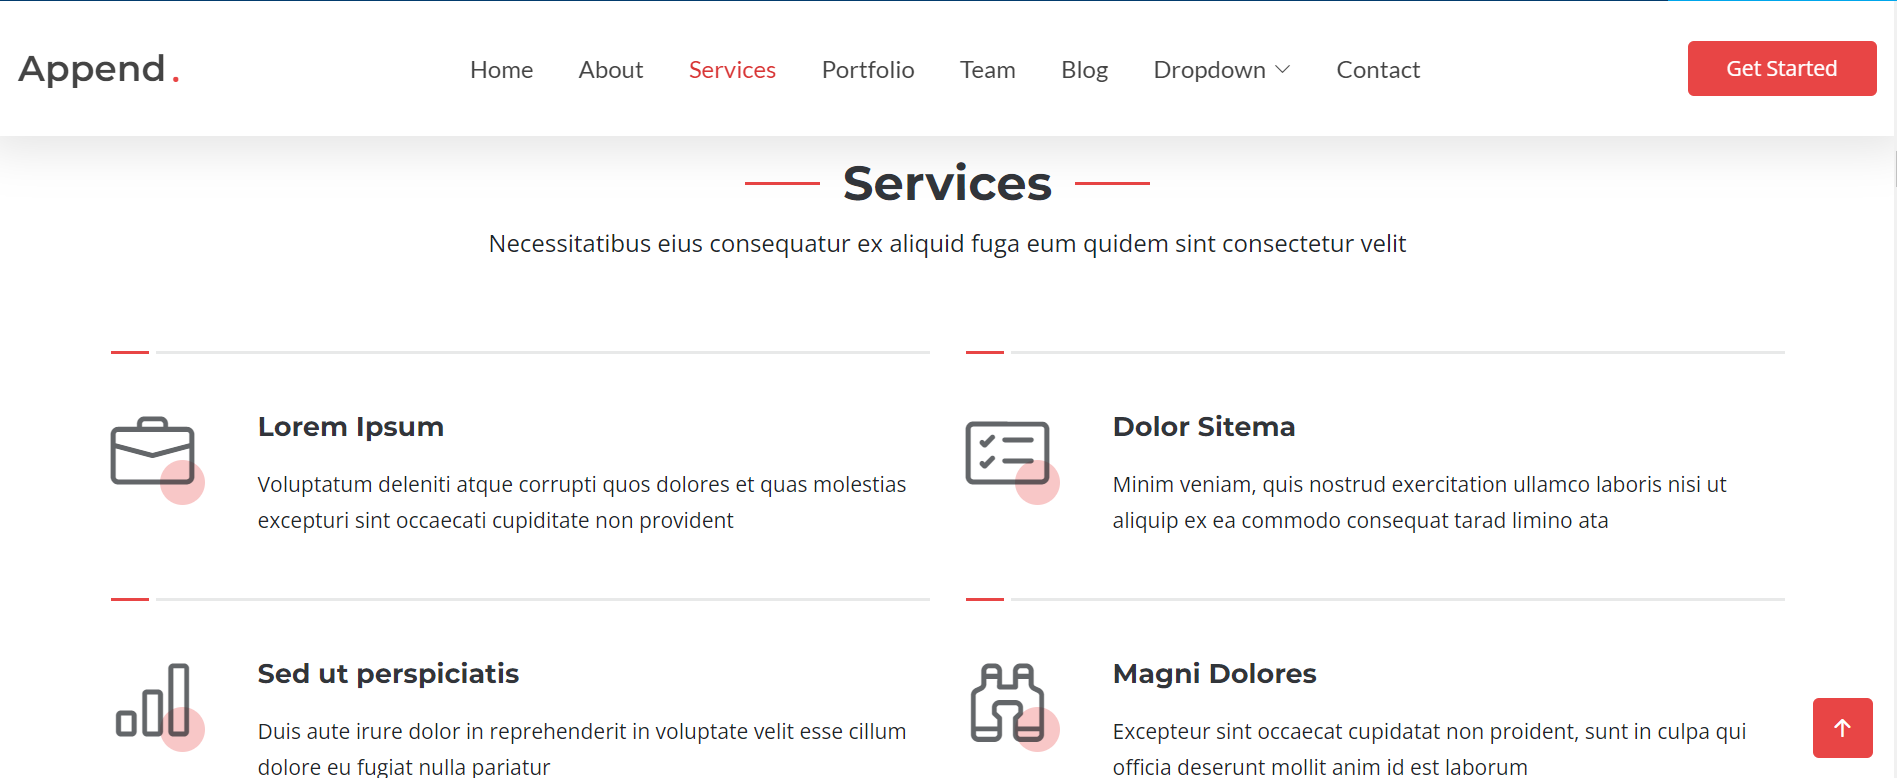 Append.
Home About Services Portfolio Team Blog Dropdown Contact
Get Started
Services
Necessitatibus eius consequatur ex aliquid fuga eum quidem sint consectetur velit
Lorem Ipsum
Voluptatum deleniti atque corrupti quos dolores et quas molestias
excepturi sint occaecati cupiditate non provident
Dolor Sitema
Minim veniam, quis nostrud exercitation ullamco laboris nisi ut
aliquip ex ea commodo consequat tarad limino ata
Sed ut perspiciatis
Duis aute irure dolor in reprehenderit in voluptate velit esse cillum
dolore eu fugiat nulla pariatur
Magni Dolores
Excepteur sint occaecat cupidatat non proident, sunt in culpa qui
officia deserunt mollit anim id est laborum